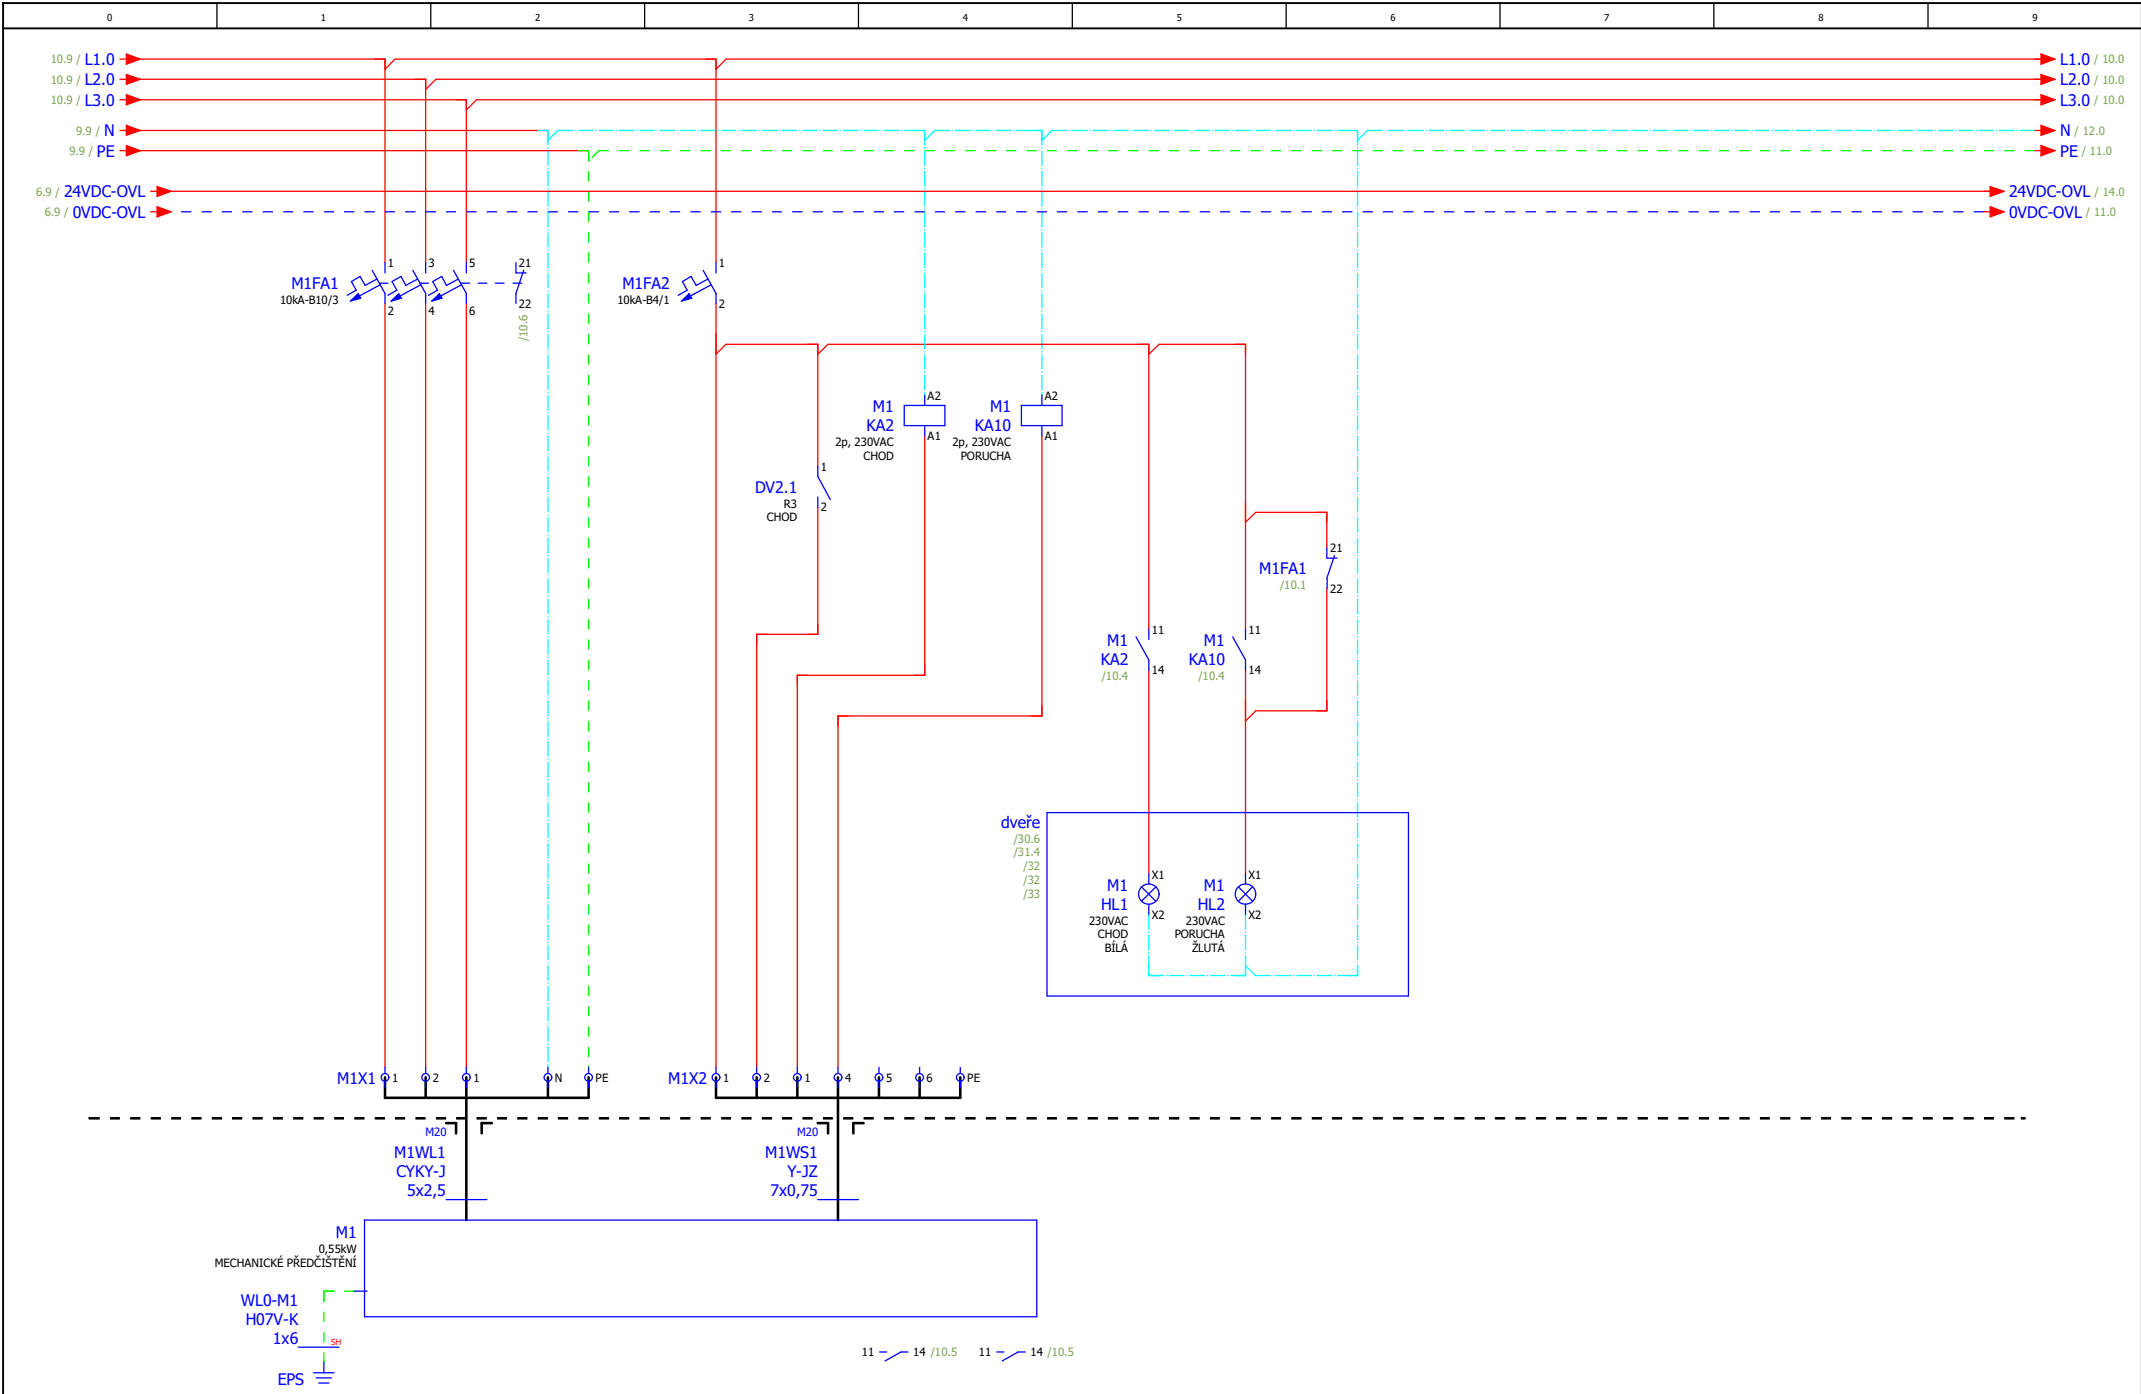 0 1 2 3 4 5 6 7 8 9
10.9 / L1.0
L1.0 / 10.0
10.9 / L2.0
L2.0 / 10.0
10.9 / L3.0
L3.0 / 10.0
9.9 / N
N / 12.0
9.9 / PE
PE / 11.0
6.9 / 24VDC-OVL
24VDC-OVL / 14.0
6.9 / 0VDC-OVL
0VDC-OVL / 11.0
M1FA1
10kA-B10/3
1 3 5 21
2 4 6 22
/10.6
M1FA2
10kA-B4/1
1
2
DV2.1
R3
CHOD
1
2
M1
KA2
2p, 230VAC
CHOD
A2
A1
M1
KA10
2p, 230VAC
PORUCHA
A2
A1
M1FA1
/10.1
21
22
M1
KA2
/10.4
11
14
M1
KA10
/10.4
11
14
dveře
/30.6
/31.4
/32
/32
/33
M1
HL1
230VAC
CHOD
BÍLÁ
X1
X2
M1
HL2
230VAC
PORUCHA
ŽLUTÁ
X1
X2
M1X1 1 2 1 N PE
M1X2 1 2 1 4 5 6 PE
M20
M1WL1
CYKY-J
5x2,5
M20
M1WS1
Y-JZ
7x0,75
M1
0,55kW
MECHANICKÉ PŘEDČIŠTĚNÍ
WL0-M1
H07V-K
1x6
SH
EPS
11 14 /10.5
11 14 /10.5